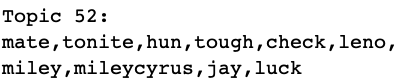 Topic 52:
mate,tonite,hun,tough,check,leno,
miley,mileycyrus,jay,luck